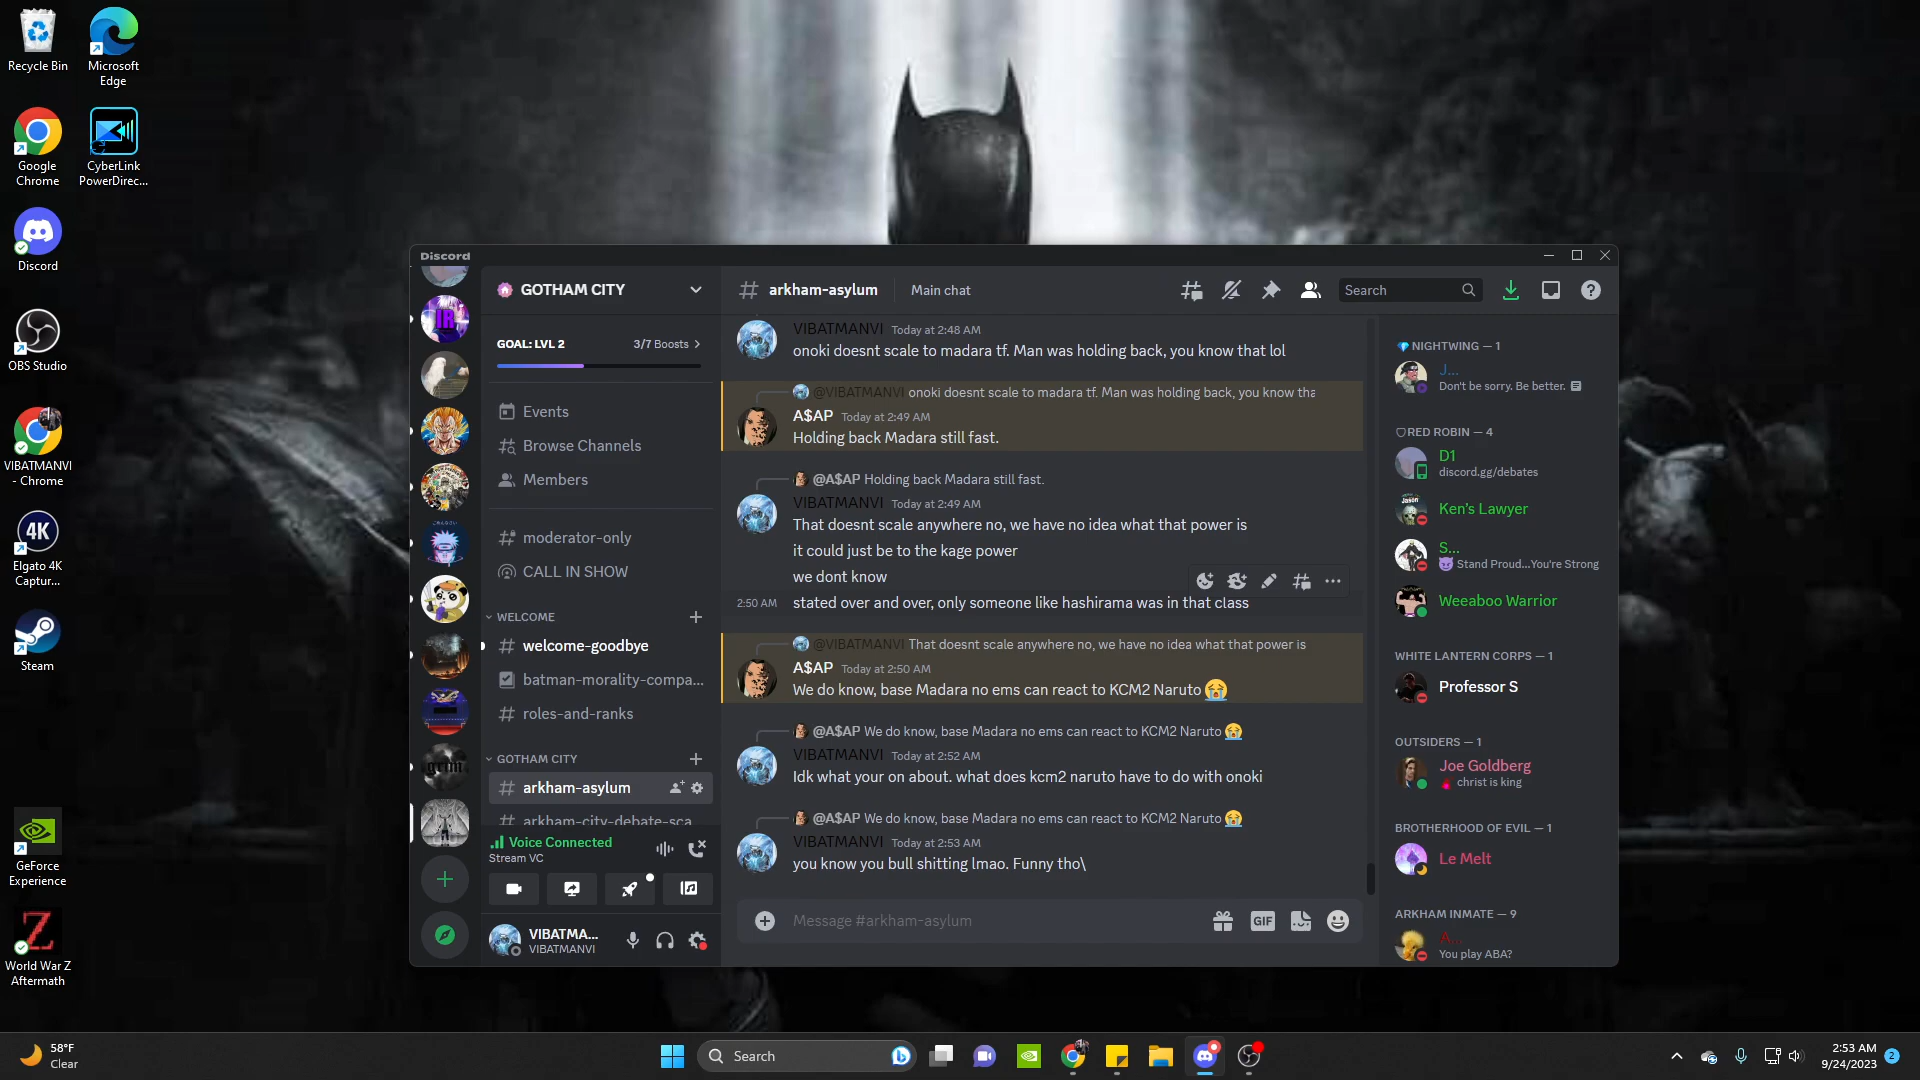 Recycle Bin
Microsoft
Edge
Google
Chrome
CyberLink
PowerDirec...
Discord
OBS Studio
VIBATMANVI
- Chrome
4K
Elgato 4K
Captur...
Steam
GeForce
Experience
World War Z
Aftermath
Discord
GOTHAM CITY
GOAL: LVL 2
3/7 Boosts
Events
Browse Channels
Members
moderator-only
CALL IN SHOW
WELCOME
welcome-goodbye
batman-morality-compa...
roles-and-ranks
GOTHAM CITY
arkham-asylum
arkham-city-debate-sca
Voice Connected
Stream VC
VIBATMA...
VIBATMANVI
arkham-asylum
Main chat
Search
VIBATMANVI Today at 2:48 AM
onoki doesnt scale to madara tf. Man was holding back, you know that lol
@VIBATMANVI onoki doesnt scale to madara tf. Man was holding back, you know tha
A$AP Today at 2:49 AM
Holding back Madara still fast.
@A$AP Holding back Madara still fast.
VIBATMANVI Today at 2:49 AM
That doesnt scale anywhere no, we have no idea what that power is
it could just be to the kage power
we dont know
2:50 AM stated over and over, only someone like hashirama was in that class
@VIBATMANVI That doesnt scale anywhere no, we have no idea what that power is
A$AP Today at 2:50 AM
We do know, base Madara no ems can react to KCM2 Naruto 😭
@A$AP We do know, base Madara no ems can react to KCM2 Naruto 😭
VIBATMANVI Today at 2:52 AM
Idk what your on about. what does kcm2 naruto have to do with onoki
@A$AP We do know, base Madara no ems can react to KCM2 Naruto 😭
VIBATMANVI Today at 2:53 AM
you know you bull shitting lmao. Funny tho\
Message #arkham-asylum
GIF
NIGHTWING — 1
J...
Don't be sorry. Be better.
RED ROBIN — 4
D1
discord.gg/debates
Ken's Lawyer
S...
Stand Proud...You're Strong
Weeaboo Warrior
WHITE LANTERN CORPS — 1
Professor S
OUTSIDERS — 1
Joe Goldberg
christ is king
BROTHERHOOD OF EVIL — 1
Le Melt
ARKHAM INMATE — 9
A...
You play ABA?
58°F
Clear
Search
2:53 AM
9/24/2023
2